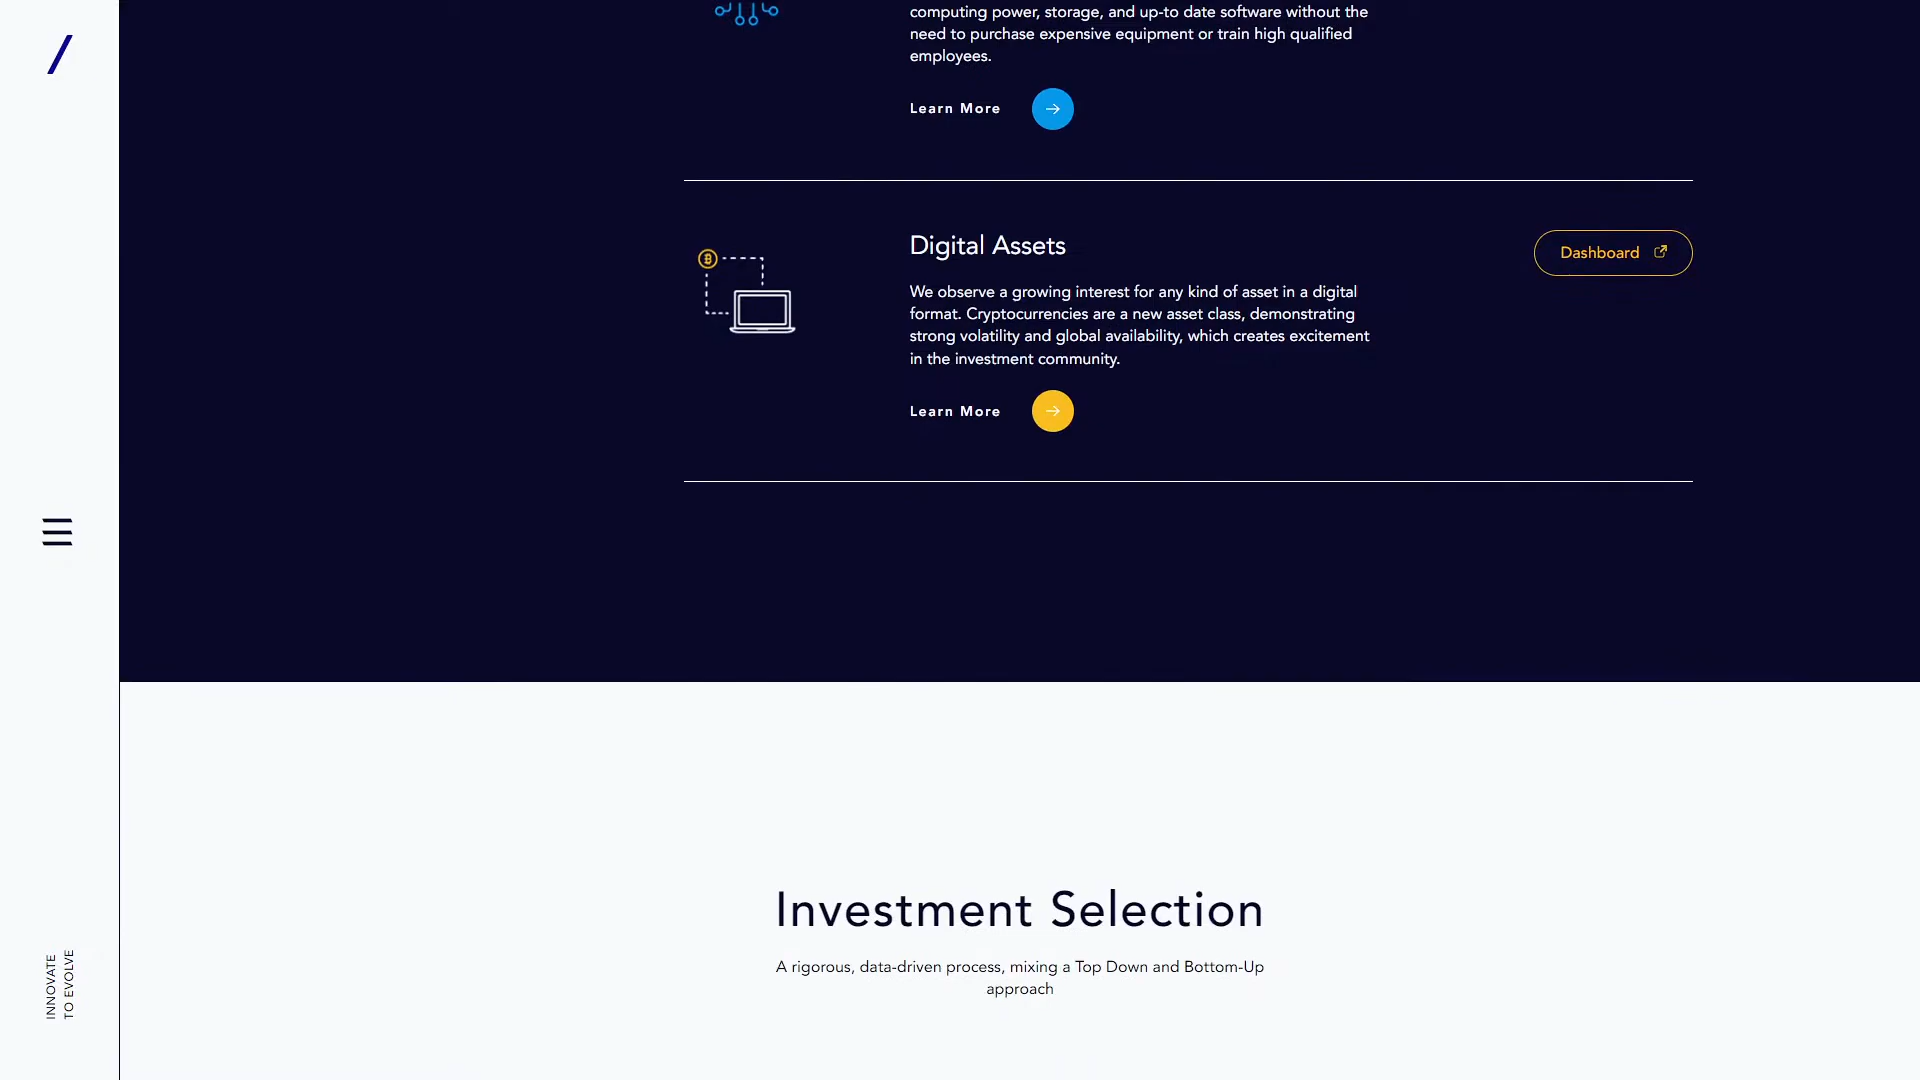 computing power, storage, and up-to date software without the
need to purchase expensive equipment or train high qualified
employees.
Learn More
Digital Assets
Dashboard
We observe a growing interest for any kind of asset in a digital
format. Cryptocurrencies are a new asset class, demonstrating
strong volatility and global availability, which creates excitement
in the investment community.
Learn More
Investment Selection
A rigorous, data-driven process, mixing a Top Down and Bottom-Up
approach
INNOVATE
TO EVOLVE